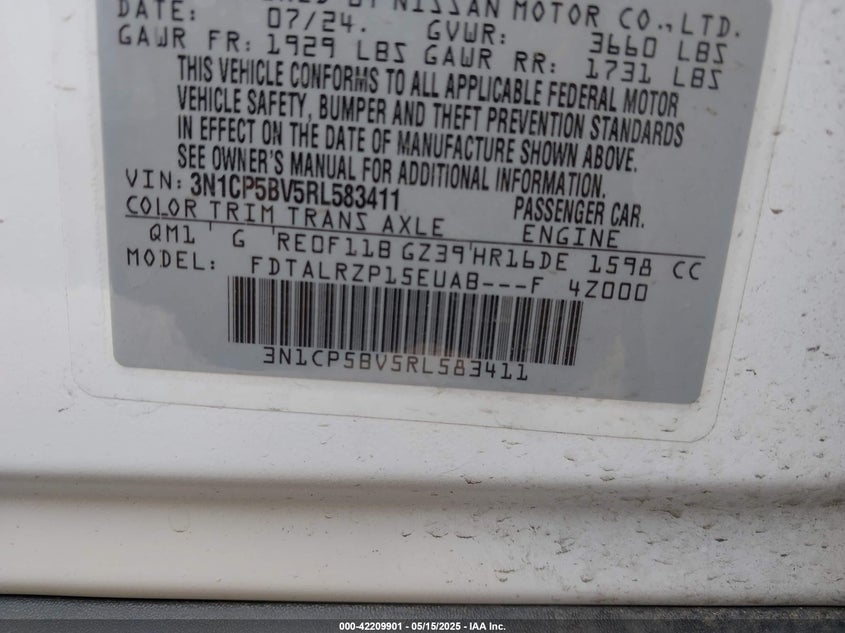 BY NISSAN MOTOR CO., LTD.
DATE: 07/24. GVWR: 3660 LBS
GAWR FR: 1929 LBS GAWR RR: 1731 LBS
THIS VEHICLE CONFORMS TO ALL APPLICABLE FEDERAL MOTOR
VEHICLE SAFETY, BUMPER AND THEFT PREVENTION STANDARDS
IN EFFECT ON THE DATE OF MANUFACTURE SHOWN ABOVE.
SEE OWNER'S MANUAL FOR ADDITIONAL INFORMATION.
VIN: 3N1CP5BV5RL583411 PASSENGER CAR.
COLOR TRIM TRANS AXLE ENGINE
QM1 G RE0F11B GZ39 HR16DE 1598 CC
MODEL: FDTALRZP15EUAB---F 4Z000
3N1CP5BV5RL583411
000-42209901 - 05/15/2025 - IAA Inc.